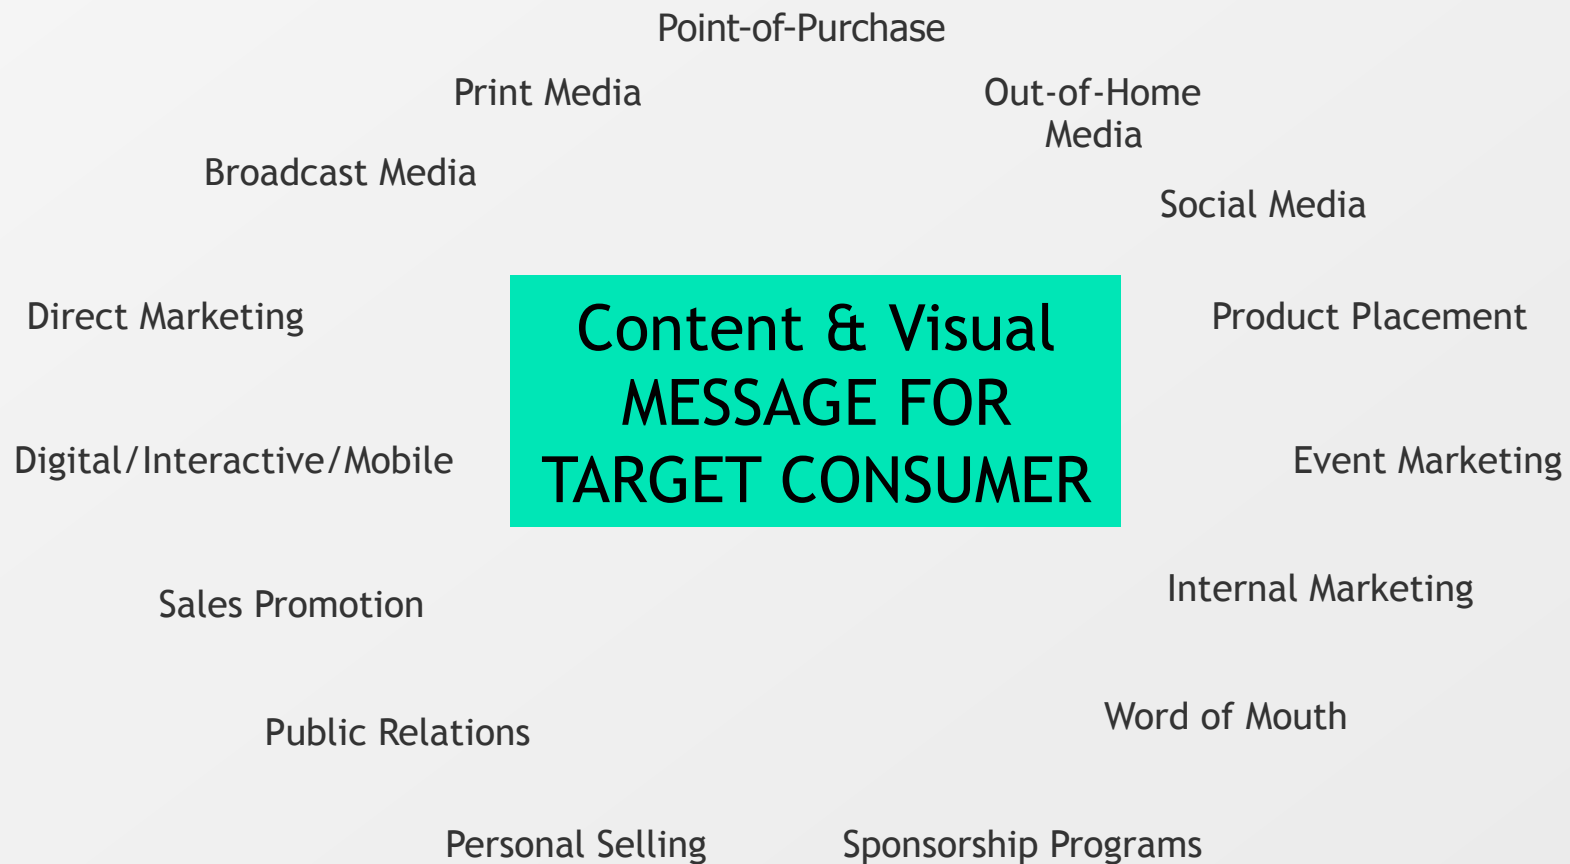 Point-of-Purchase
Print Media
Out-of-Home
Media
Broadcast Media
Social Media
Direct Marketing
Content & Visual
MESSAGE FOR
TARGET CONSUMER
Product Placement
Digital/Interactive/Mobile
Event Marketing
Sales Promotion
Internal Marketing
Public Relations
Word of Mouth
Personal Selling
Sponsorship Programs